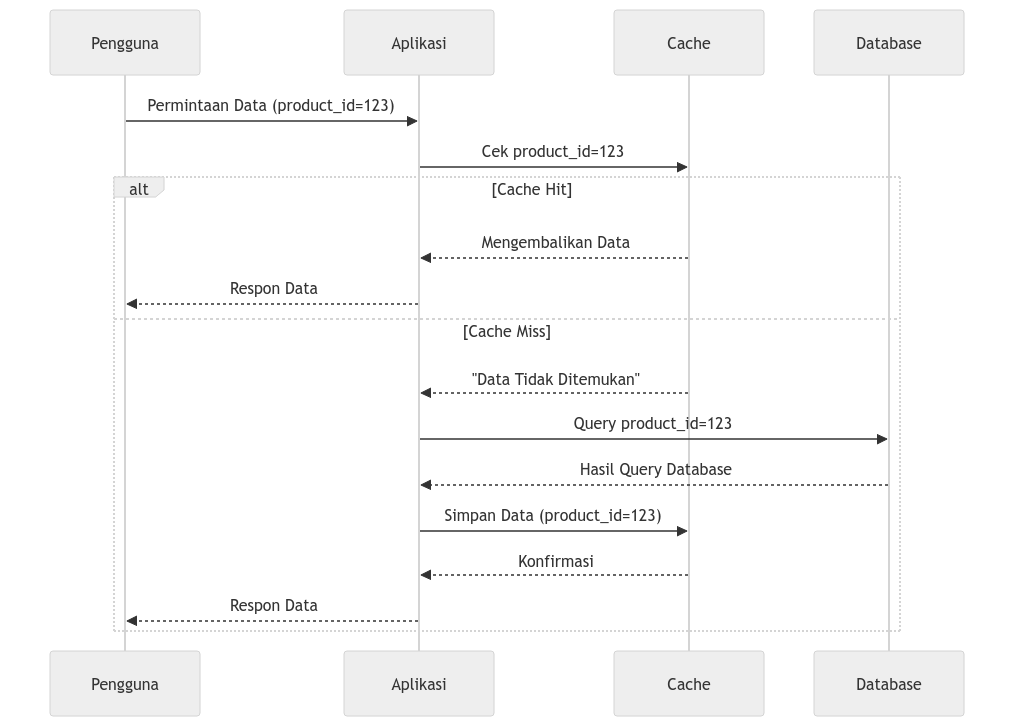 Pengguna
Aplikasi
Cache
Database
Permintaan Data (product_id=123)
Cek product_id=123
alt
[Cache Hit]
Mengembalikan Data
Respon Data
[Cache Miss]
"Data Tidak Ditemukan"
Query product_id=123
Hasil Query Database
Simpan Data (product_id=123)
Konfirmasi
Respon Data
Pengguna
Aplikasi
Cache
Database